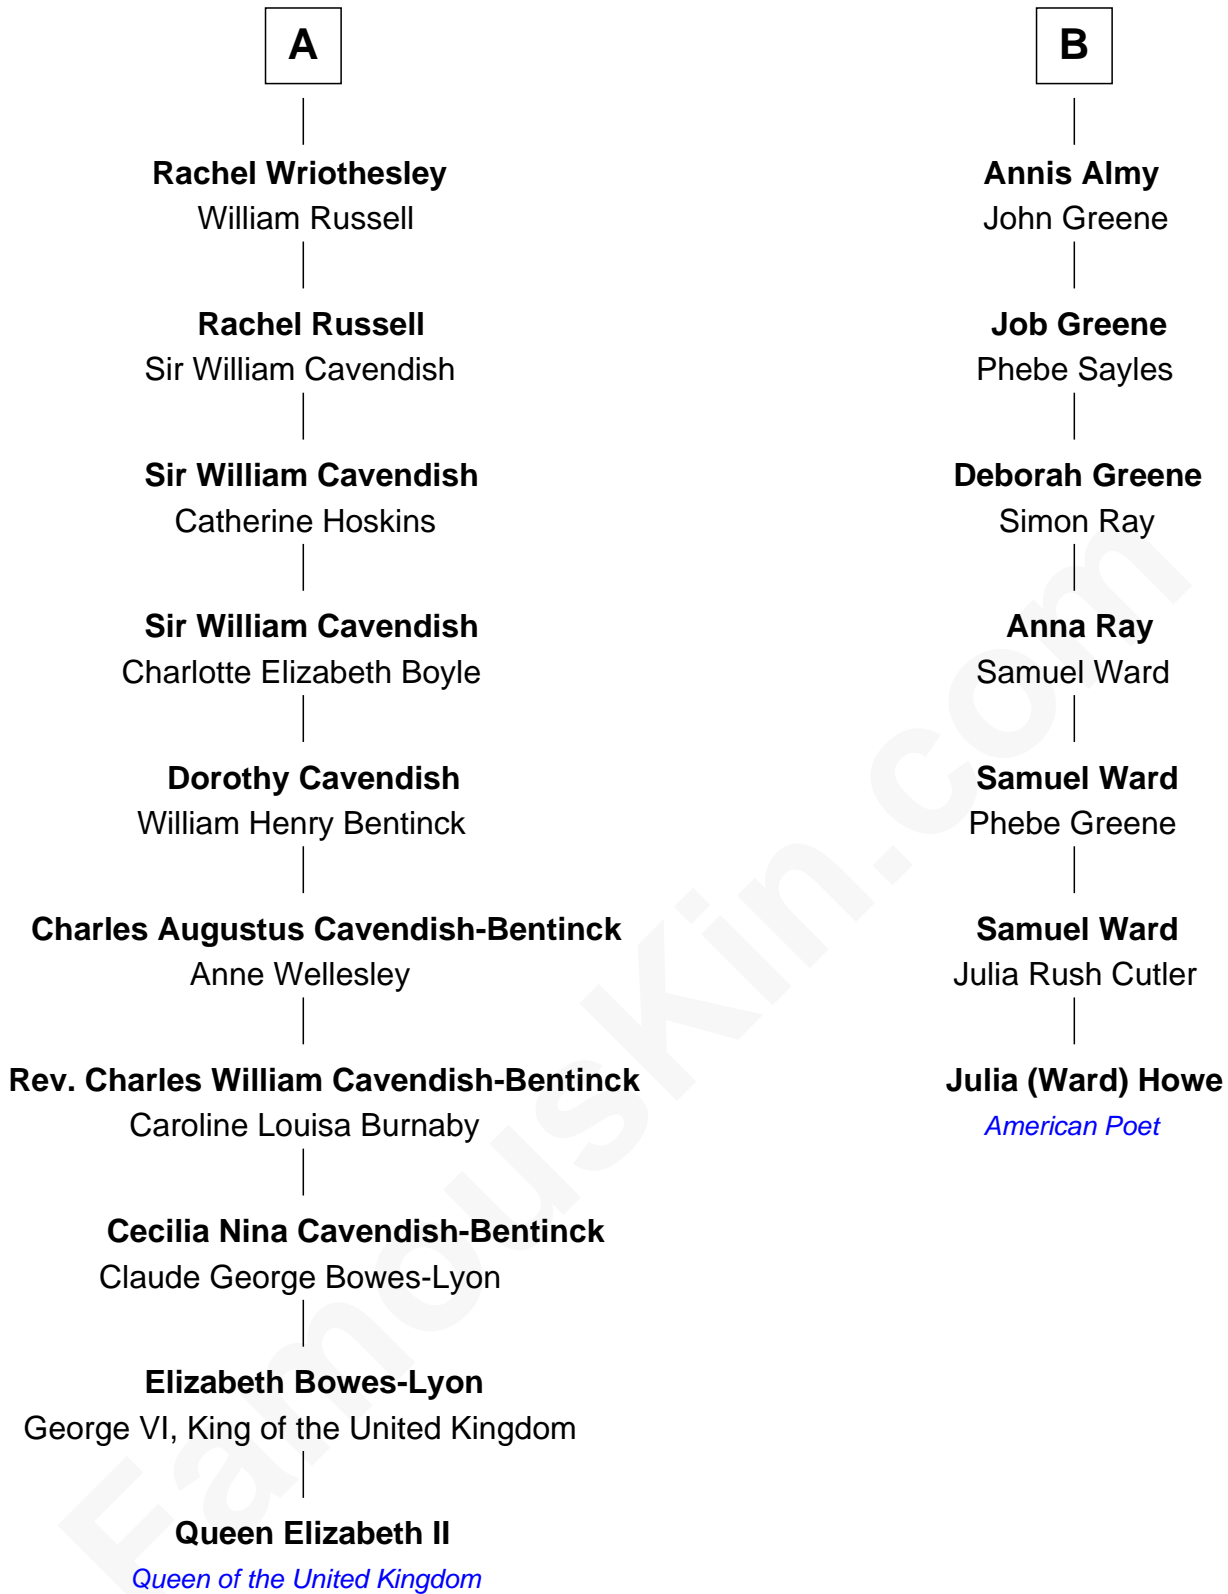 A
Rachel Wriothesley
William Russell
Rachel Russell
Sir William Cavendish
Sir William Cavendish
Catherine Hoskins
Sir William Cavendish
Charlotte Elizabeth Boyle
Dorothy Cavendish
William Henry Bentinck
Charles Augustus Cavendish-Bentinck
Anne Wellesley
Rev. Charles William Cavendish-Bentinck
Caroline Louisa Burnaby
Cecilia Nina Cavendish-Bentinck
Claude George Bowes-Lyon
Elizabeth Bowes-Lyon
George VI, King of the United Kingdom
Queen Elizabeth II
Queen of the United Kingdom
B
Annis Almy
John Greene
Job Greene
Phebe Sayles
Deborah Greene
Simon Ray
Anna Ray
Samuel Ward
Samuel Ward
Phebe Greene
Samuel Ward
Julia Rush Cutler
Julia (Ward) Howe
American Poet
FamousKin.com